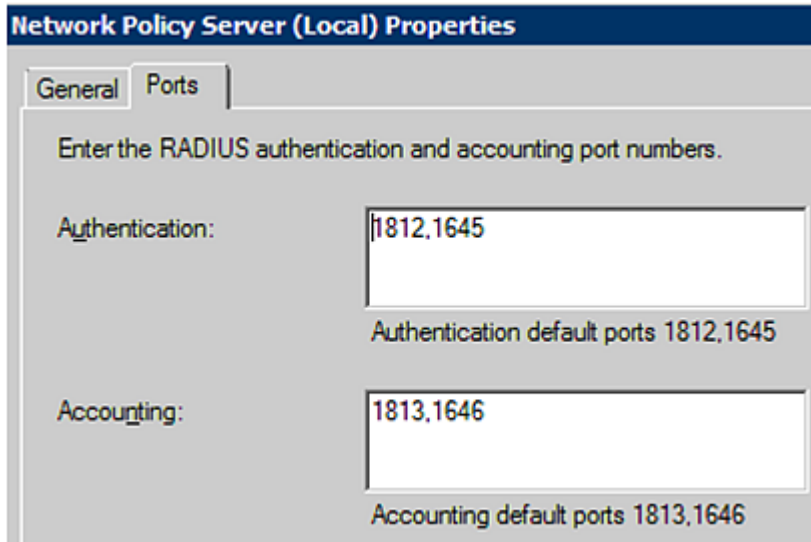 Network Policy Server (Local) Properties
General Ports
Enter the RADIUS authentication and accounting port numbers.
Authentication: 1812,1645
Authentication default ports 1812,1645
Accounting: 1813,1646
Accounting default ports 1813,1646